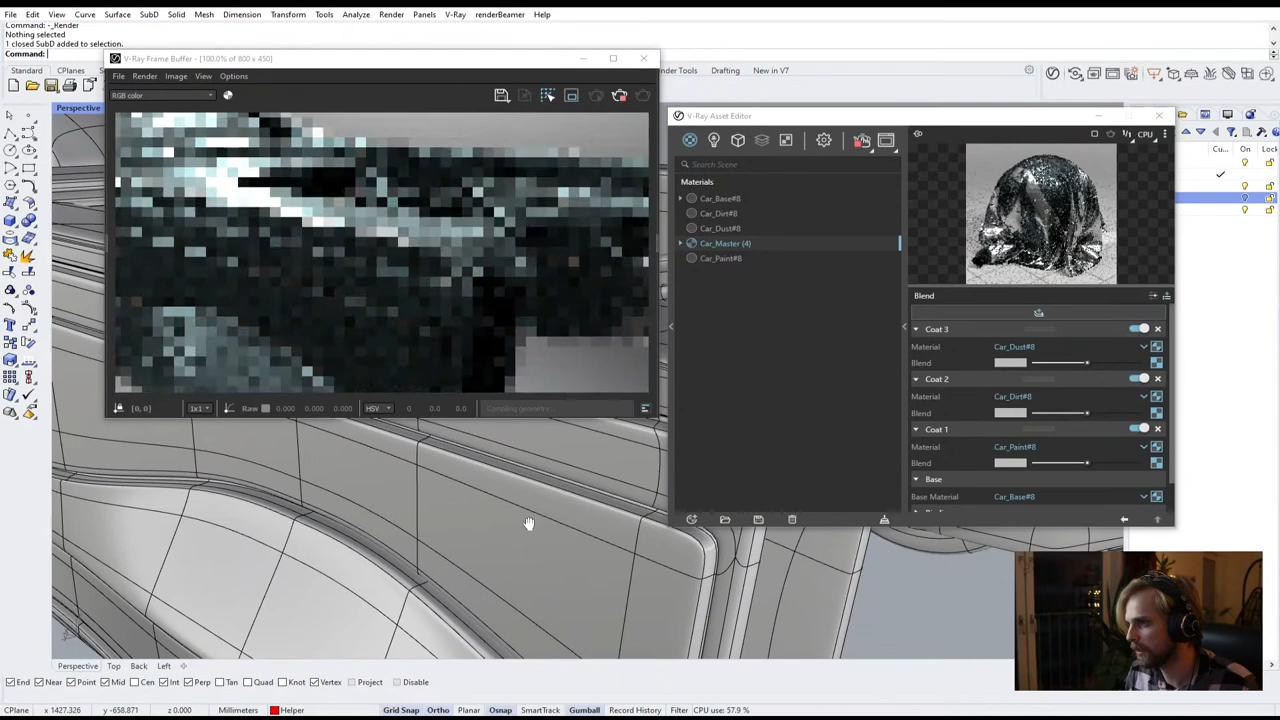 File Edit View Curve Surface SubD Solid Mesh Dimension Transform Tools Analyze Render Panels V-Ray renderBeamer Help
Command: -_Render
Nothing selected
1 closed SubD added to selection.
Command:
Standard CPlanes
Render Tools Drafting New in V7
Perspective
V-Ray Frame Buffer - [100.0% of 800 x 450]
File Render Image View Options
RGB color
[0, 0] 1x1 Raw 0.000 0.000 0.000 HSV 0 0.0 0.0 Compiling geometry...
V-Ray Asset Editor
CPU
Search Scene
Materials
Car_Base#8
Car_Dirt#8
Car_Dust#8
Car_Master (4)
Car_Paint#8
Blend
Coat 3
Material Car_Dust#8
Blend
Coat 2
Material Car_Dirt#8
Blend
Coat 1
Material Car_Paint#8
Blend
Base
Base Material Car_Base#8
Cu... On Lock
Perspective Top Back Left
End Near Point Mid Cen Int Perp Tan Quad Knot Vertex Project Disable
CPlane x 1427.326 y -658.871 z 0.000 Millimeters Helper Grid Snap Ortho Planar Osnap SmartTrack Gumball Record History Filter CPU use: 57.9 %